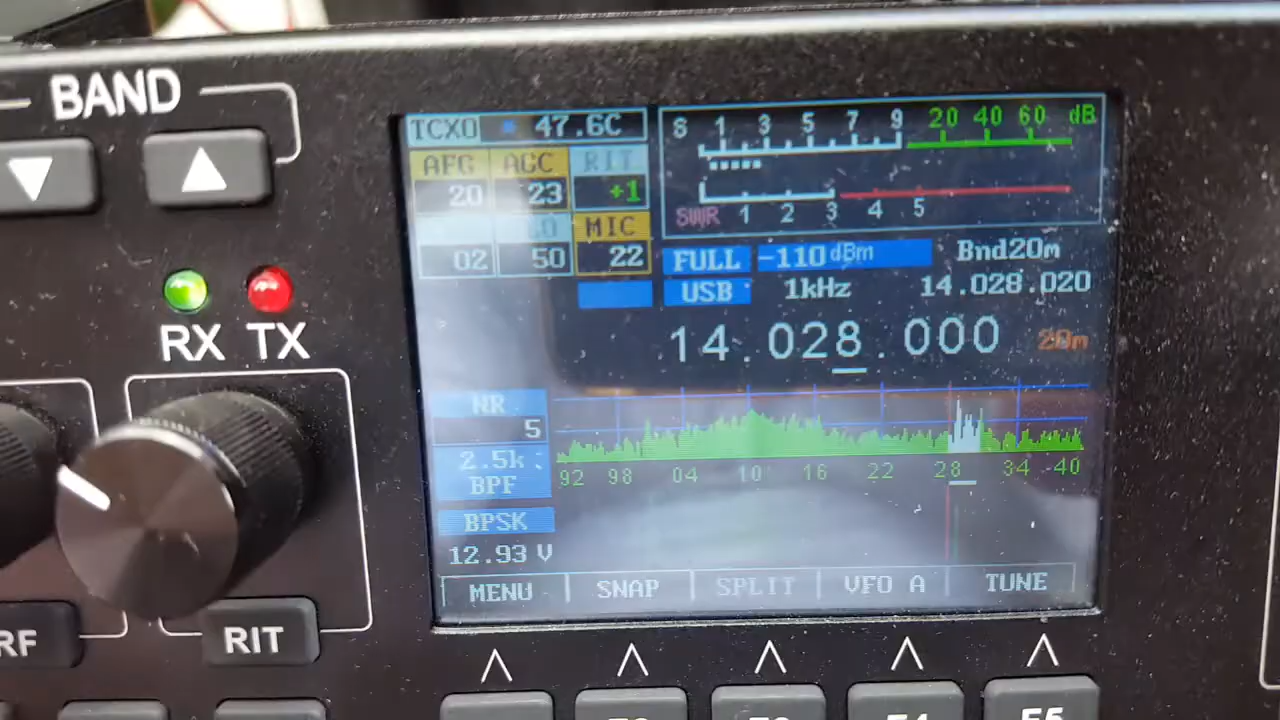 BAND
TCXO * 47.6C
AFG AGC RIT
20 23 +1
MIC
02 50 22
S 1 3 5 7 9 20 40 60 dB
SWR 1 2 3 4 5
FULL -110 dBm Bnd20m
USB 1kHz 14.028.020
14.028.000 20m
RX TX
NR
5
2.5k
BPF
92 98 04 10 16 22 28 34 40
BPSK
12.93 V
MENU SNAP SPLIT VFO A TUNE
RF RIT
F5